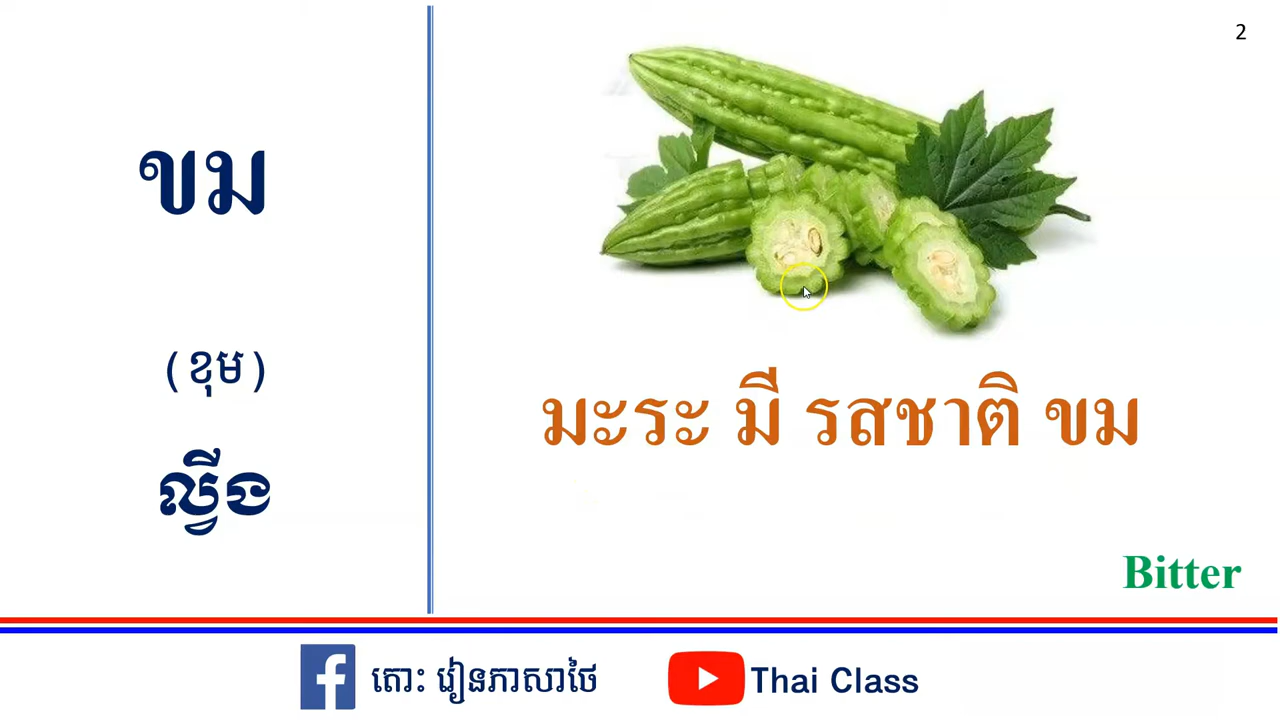 2
ขม
(ខុម)
ល្វីង
มะระ มี รสชาติ ขม
Bitter
តោះ រៀនភាសាថៃ
Thai Class